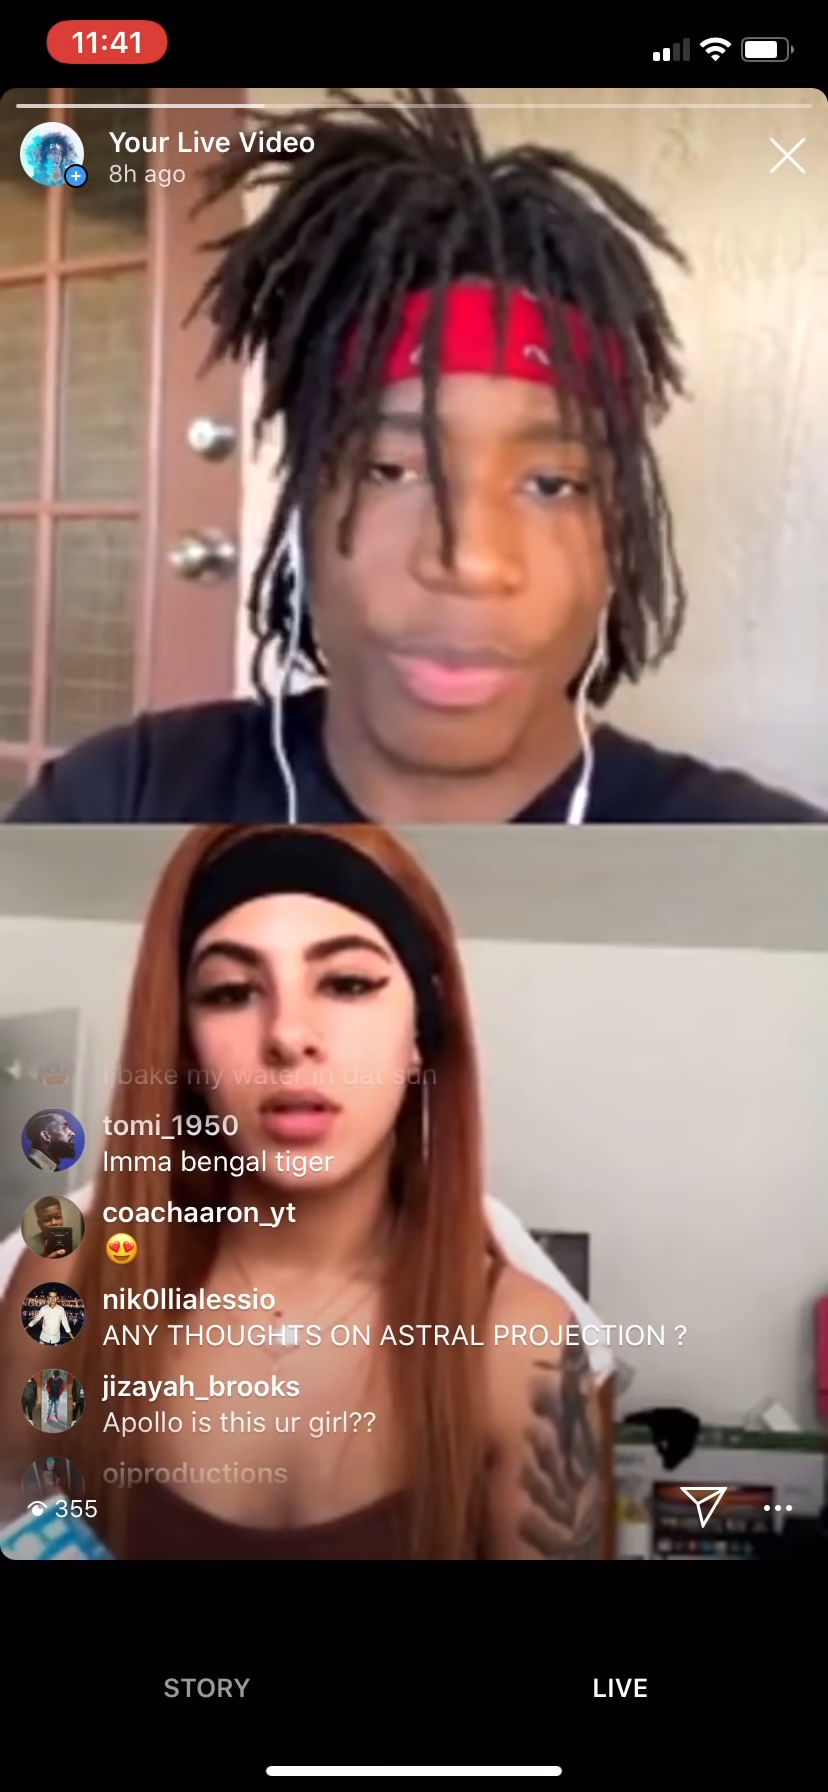 11:41
Your Live Video
8h ago
I bake my water in dat sun
tomi_1950
Imma bengal tiger
coachaaron_yt
😍
nik0llialessio
ANY THOUGHTS ON ASTRAL PROJECTION ?
jizayah_brooks
Apollo is this ur girl??
ojproductions
355
STORY
LIVE